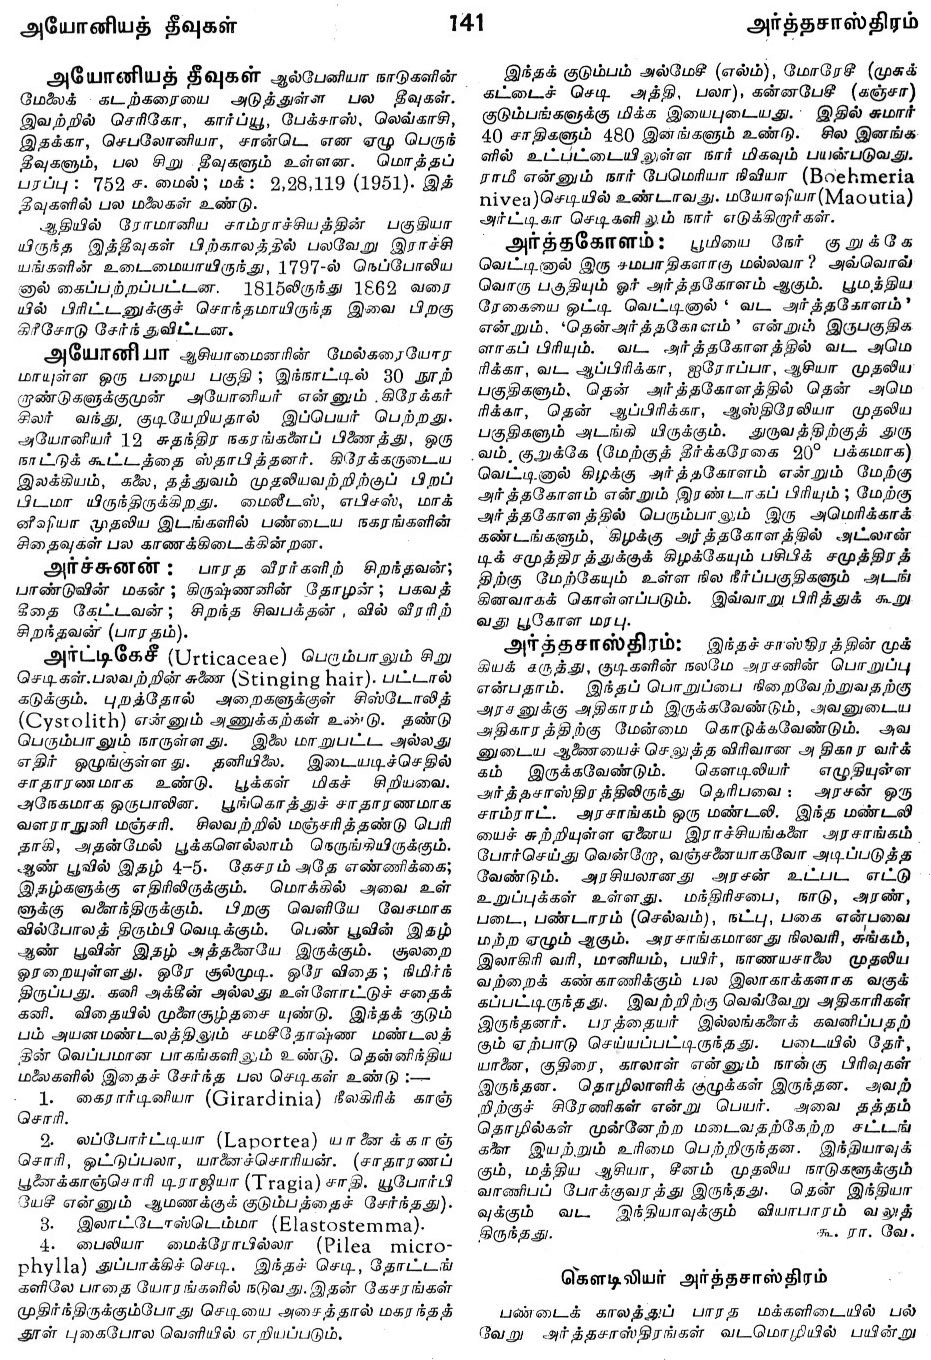 அயோனியத் தீவுகள்
141
அர்த்தசாஸ்திரம்
அயோனியத் தீவுகள் ஆல்பேனியா நாடுகளின்
மேலைக் கடற்கரையை அடுத்துள்ள பல தீவுகள்.
இவற்றில் செரிகோ, கார்ப்யூ, பேக்சாஸ், லெவ்காசி,
இதக்கா, செபலோனியா, சான்டெ என ஏழு பெருந்
தீவுகளும், பல சிறு தீவுகளும் உள்ளன. மொத்தப்
பரப்பு : 752 ச. மைல் ; மக் : 2,28,119 (1951). இத்
தீவுகளில் பல மலைகள் உண்டு.
ஆதியில் ரோமானிய சாம்ராச்சியத்தின் பகுதியா
யிருந்த இத்தீவுகள் பிற்காலத்தில் பலவேறு இராச்சி
யங்களின் உடைமையாயிருந்து, 1797-ல் நெப்போலிய
னால் கைப்பற்றப்பட்டன. 1815லிருந்து 1862 வரை
யில் பிரிட்டனுக்குச் சொந்தமாயிருந்த இவை பிறகு
கிரீசோடு சேர்ந்துவிட்டன.
அயோனியா ஆசியாமைனரின் மேல்கரையோர
மாயுள்ள ஒரு பழைய பகுதி ; இந்நாட்டில் 30 நூற்
றாண்டுகளுக்குமுன் அயோனியர் என்னும் கிரேக்கர்
சிலர் வந்து குடியேறியதால் இப்பெயர் பெற்றது.
அயோனியர் 12 சுதந்திர நகரங்களைப் பிணைத்து, ஒரு
நாட்டுக் கூட்டத்தை ஸ்தாபித்தனர். கிரேக்கருடைய
இலக்கியம், கலை, தத்துவம் முதலியவற்றிற்குப் பிறப்
பிடமா யிருந்திருக்கிறது. மைலீடஸ், எபிசஸ், மாக்
னீஷியா முதலிய இடங்களில் பண்டைய நகரங்களின்
சிதைவுகள் பல காணக்கிடைக்கின்றன.
அர்ச்சுனன் : பாரத வீரர்களிற் சிறந்தவன்;
பாண்டுவின் மகன் ; கிருஷ்ணனின் தோழன் ; பகவத்
கீதை கேட்டவன் ; சிறந்த சிவபக்தன் , வில் வீரரிற்
சிறந்தவன் (பாரதம்).
அர்ட்டிகேசீ (Urticaceae) பெரும்பாலும் சிறு
செடிகள்.பலவற்றின் சுணை (Stinging hair). பட்டால்
கடுக்கும். புறத்தோல் அறைகளுக்குள் சிஸ்டோலித்
(Cystolith) என்னும் அணுக்கற்கள் உண்டு. தண்டு
பெரும்பாலும் நாருள்ளது. இலை மாறுபட்ட அல்லது
எதிர் ஒழுங்குள்ளது. தனியிலை. இடையடிச்செதில்
சாதாரணமாக உண்டு. பூக்கள் மிகச் சிறியவை.
அநேகமாக ஒருபாலின. பூங்கொத்துச் சாதாரணமாக
வளராநுனி மஞ்சரி. சிலவற்றில் மஞ்சரித்தண்டு பெரி
தாகி, அதன்மேல் பூக்களெல்லாம் நெருங்கியிருக்கும்.
ஆண் பூவில் இதழ் 4–5. கேசரம் அதே எண்ணிக்கை;
இதழ்களுக்கு எதிரிலிருக்கும். மொக்கில் அவை உள்
ளுக்கு வளைந்திருக்கும். பிறகு வெளியே வேசமாக
வில்போலத் திரும்பி வெடிக்கும். பெண் பூவின் இதழ்
ஆண் பூவின் இதழ் அத்தனையே இருக்கும். சூலறை
ஓரறையுள்ளது. ஒரே சூல்முடி. ஒரே விதை ; நிமிர்ந்
திருப்பது. கனி அக்கீன் அல்லது உள்ளோட்டுச் சதைக்
கனி. விதையில் முளைசூழ்தசை யுண்டு. இந்தக் குடும்
பம் அயனமண்டலத்திலும் சமசீதோஷ்ண மண்டலத்
தின் வெப்பமான பாகங்களிலும் உண்டு. தென்னிந்திய
மலைகளில் இதைச் சேர்ந்த பல செடிகள் உண்டு :—
1. கைரார்டினியா (Girardinia) நீலகிரிக் காஞ்
சொரி.
2. லப்போர்ட்டியா (Laportea) யானைக்காஞ்
சொரி, ஒட்டுப்பலா, யானைச்சொரியன். (சாதாரணப்
பூனைக்காஞ்சொரி டிராஜியா (Tragia) சாதி. யூபோர்பி
யேசீ என்னும் ஆமணக்குக் குடும்பத்தைச் சேர்ந்தது).
3. இலாட்டோஸ்டெம்மா (Elastostemma).
4. பைலியா மைக்ரோபில்லா (Pilea micro-
phylla) துப்பாக்கிச் செடி. இந்தச் செடி, தோட்டங்
களிலே பாதை யோரங்களில் நடுவது.இதன் கேசரங்கள்
முதிர்ந்திருக்கும்போது செடியை அசைத்தால் மகரந்தத்
தூள் புகைபோல வெளியில் எறியப்படும்.
இந்தக் குடும்பம் அல்மேசீ (எல்ம்), மோரேசீ (முசுக்
கட்டைச் செடி அத்தி, பலா), கன்னபேசீ (கஞ்சா)
குடும்பங்களுக்கு மிக்க இயைபுடையது. இதில் சுமார்
40 சாதிகளும் 480 இனங்களும் உண்டு. சில இனங்க
ளில் உட்பட்டையிலுள்ள நார் மிகவும் பயன்படுவது.
ராமீ என்னும் நார் பேமெரியா நிவியா (Boehmeria
nivea)செடியில் உண்டாவது. மயோஷியா(Maoutia)
அர்ட்டிகா செடிகளிலும் நார் எடுக்கிறார்கள்.
அர்த்தகோளம் : பூமியை நேர் குறுக்கே
வெட்டினால் இரு சமபாதிகளாகு மல்லவா ? அவ்வொவ்
வொரு பகுதியும் ஓர் அர்த்தகோளம் ஆகும். பூமத்திய
ரேகையை ஒட்டி வெட்டினால் ' வட அர்த்தகோளம் '
என்றும், 'தென்அர்த்தகோளம் ' என்றும் இருபகுதிக
ளாகப் பிரியும். வட அர்த்தகோளத்தில் வட அமெ
ரிக்கா, வட ஆப்பிரிக்கா, ஐரோப்பா, ஆசியா முதலிய
பகுதிகளும், தென் அர்த்தகோளத்தில் தென் அமெ
ரிக்கா, தென் ஆப்பிரிக்கா, ஆஸ்திரேலியா முதலிய
பகுதிகளும் அடங்கி யிருக்கும். துருவத்திற்குத் துரு
வம் குறுக்கே (மேற்குத் தீர்க்கரேகை 20° பக்கமாக)
வெட்டினால் கிழக்கு அர்த்தகோளம் என்றும் மேற்கு
அர்த்தகோளம் என்றும் இரண்டாகப் பிரியும் ; மேற்கு
அர்த்தகோளத்தில் பெரும்பாலும் இரு அமெரிக்காக்
கண்டங்களும், கிழக்கு அர்த்தகோளத்தில் அட்லான்
டிக் சமுத்திரத்துக்குக் கிழக்கேயும் பசிபிக் சமுத்திரத்
திற்கு மேற்கேயும் உள்ள நில நீர்ப்பகுதிகளும் அடங்
கினவாகக் கொள்ளப்படும். இவ்வாறு பிரித்துக் கூறு
வது பூகோள மரபு.
அர்த்தசாஸ்திரம்: இந்தச் சாஸ்திரத்தின் முக்
கியக் கருத்து, குடிகளின் நலமே அரசனின் பொறுப்பு
என்பதாம். இந்தப் பொறுப்பை நிறைவேற்றுவதற்கு
அரசனுக்கு அதிகாரம் இருக்கவேண்டும், அவனுடைய
அதிகாரத்திற்கு மேன்மை கொடுக்கவேண்டும். அவ
னுடைய ஆணையைச் செலுத்த விரிவான அதிகார வர்க்
கம் இருக்கவேண்டும். கௌடிலியர் எழுதியுள்ள
அர்த்தசாஸ்திரத்திலிருந்து தெரிபவை : அரசன் ஒரு
சாம்ராட். அரசாங்கம் ஒரு மண்டலி. இந்த மண்டலி
யைச் சுற்றியுள்ள ஏனைய இராச்சியங்களை அரசாங்கம்
போர்செய்து வென்றோ, வஞ்சனையாகவோ அடிப்படுத்த
வேண்டும். அரசியலானது அரசன் உட்பட எட்டு
உறுப்புக்கள் உள்ளது. மந்திரிசபை, நாடு, அரண்,
படை, பண்டாரம் (செல்வம்), நட்பு, பகை என்பவை
மற்ற ஏழும் ஆகும். அரசாங்கமானது நிலவரி, சுங்கம்,
இலாகிரி வரி, மானியம், பயிர், நாணயசாலை முதலிய
வற்றைக் கண்காணிக்கும் பல இலாகாக்களாக வகுக்
கப்பட்டிருந்தது. இவற்றிற்கு வெவ்வேறு அதிகாரிகள்
இருந்தனர். பரத்தையர் இல்லங்களைக் கவனிப்பதற்
கும் ஏற்பாடு செய்யப்பட்டிருந்தது. படையில் தேர்,
யானை, குதிரை, காலாள் என்னும் நான்கு பிரிவுகள்
இருந்தன. தொழிலாளிக் குழுக்கள் இருந்தன. அவற்
றிற்குச் சிரேணிகள் என்று பெயர். அவை தத்தம்
தொழில்கள் முன்னேற்ற மடைவதற்கேற்ற சட்டங்
களை இயற்றும் உரிமை பெற்றிருந்தன. இந்தியாவுக்
கும், மத்திய ஆசியா, சீனம் முதலிய நாடுகளுக்கும்
வாணிபப் போக்குவரத்து இருந்தது. தென் இந்தியா
வுக்கும் வட இந்தியாவுக்கும் வியாபாரம் வலுத்
திருந்தது. கூ. ரா. வே.
கௌடிலியர் அர்த்தசாஸ்திரம்
பண்டைக் காலத்துப் பாரத மக்களிடையில் பல்
வேறு அர்த்தசாஸ்திரங்கள் வடமொழியில் பயின்று